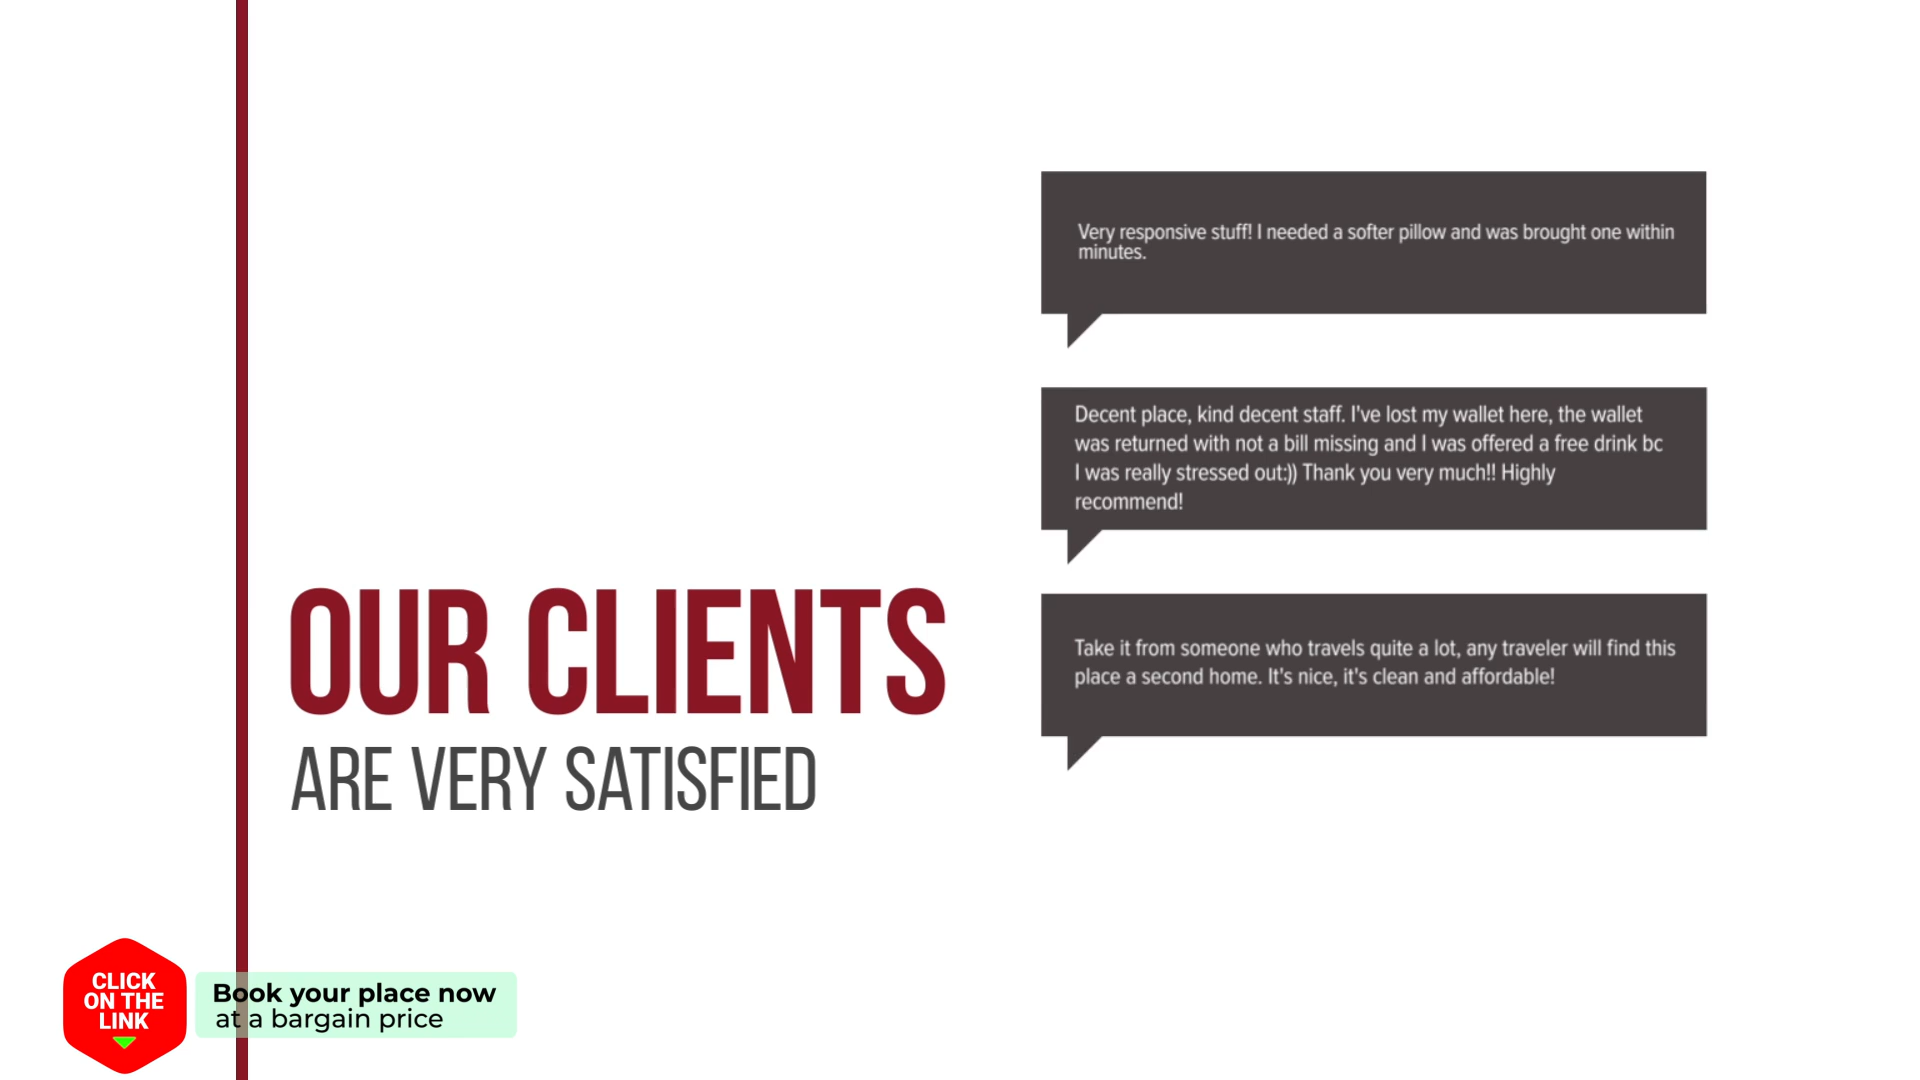 Very responsive stuff! I needed a softer pillow and was brought one within
minutes.
Decent place, kind decent staff. I've lost my wallet here, the wallet
was returned with not a bill missing and I was offered a free drink bc
I was really stressed out:)) Thank you very much!! Highly
recommend!
Take it from someone who travels quite a lot, any traveler will find this
place a second home. It's nice, it's clean and affordable!
OUR CLIENTS
ARE VERY SATISFIED
CLICK
ON THE
LINK
Book your place now
at a bargain price